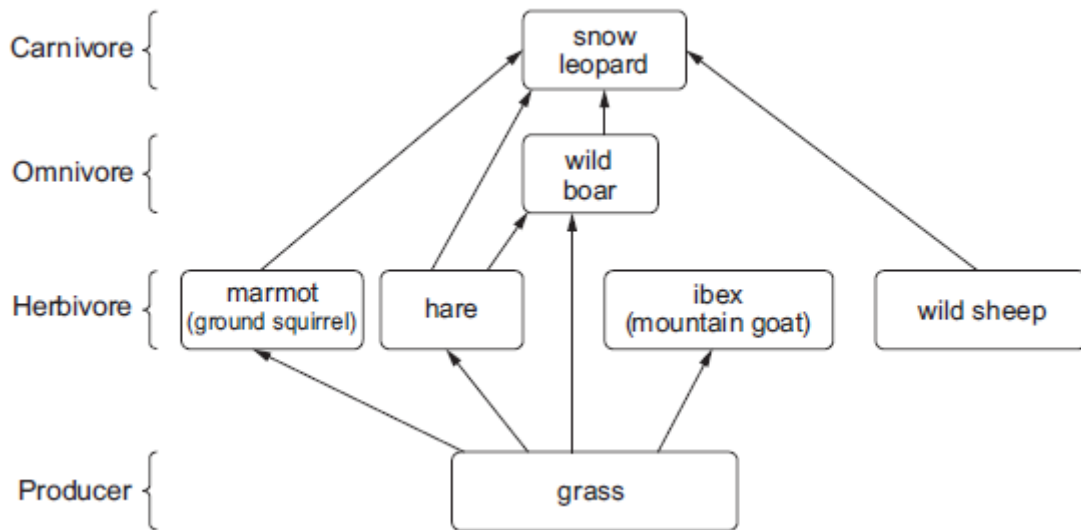 Carnivore
snow
leopard
Omnivore
wild
boar
Herbivore
marmot
(ground squirrel)
hare
ibex
(mountain goat)
wild sheep
Producer
grass